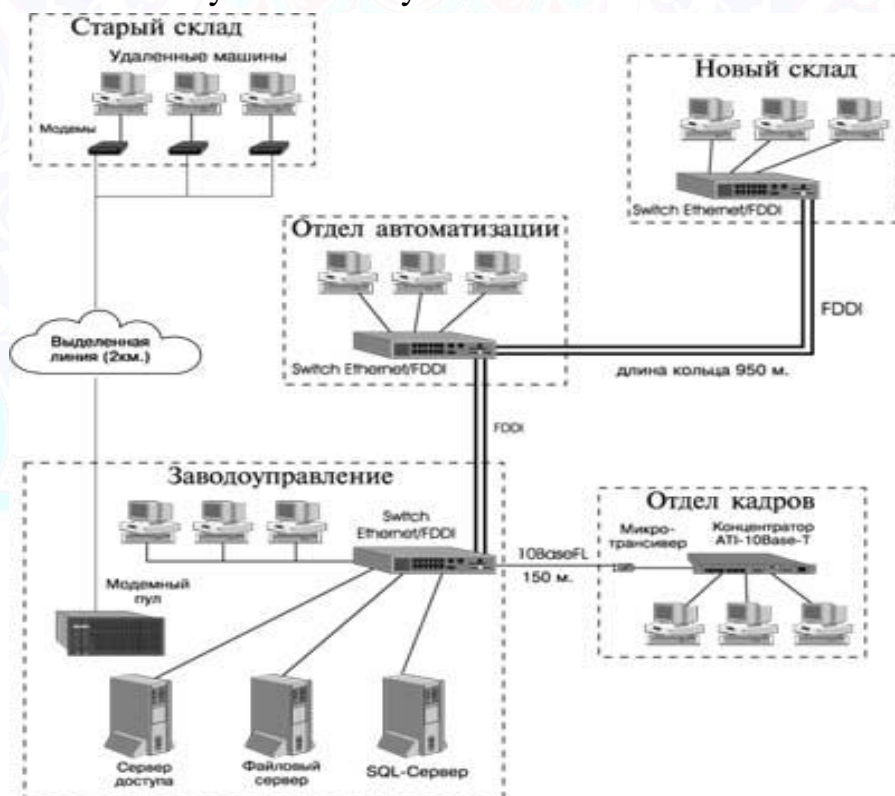 Старый склад
Удаленные машины
Модемы
Новый склад
Switch Ethernet/FDDI
Отдел автоматизации
Switch Ethernet/FDDI
FDDI
длина кольца 950 м.
Выделенная
линия (2км.)
FDDI
Заводоуправление
Switch
Ethernet/FDDI
Модемный
пул
10BaseFL
150 м.
Отдел кадров
Микро-
трансивер
Концентратор
ATI-10Base-T
Сервер
доступа
Файловый
сервер
SQL-Сервер